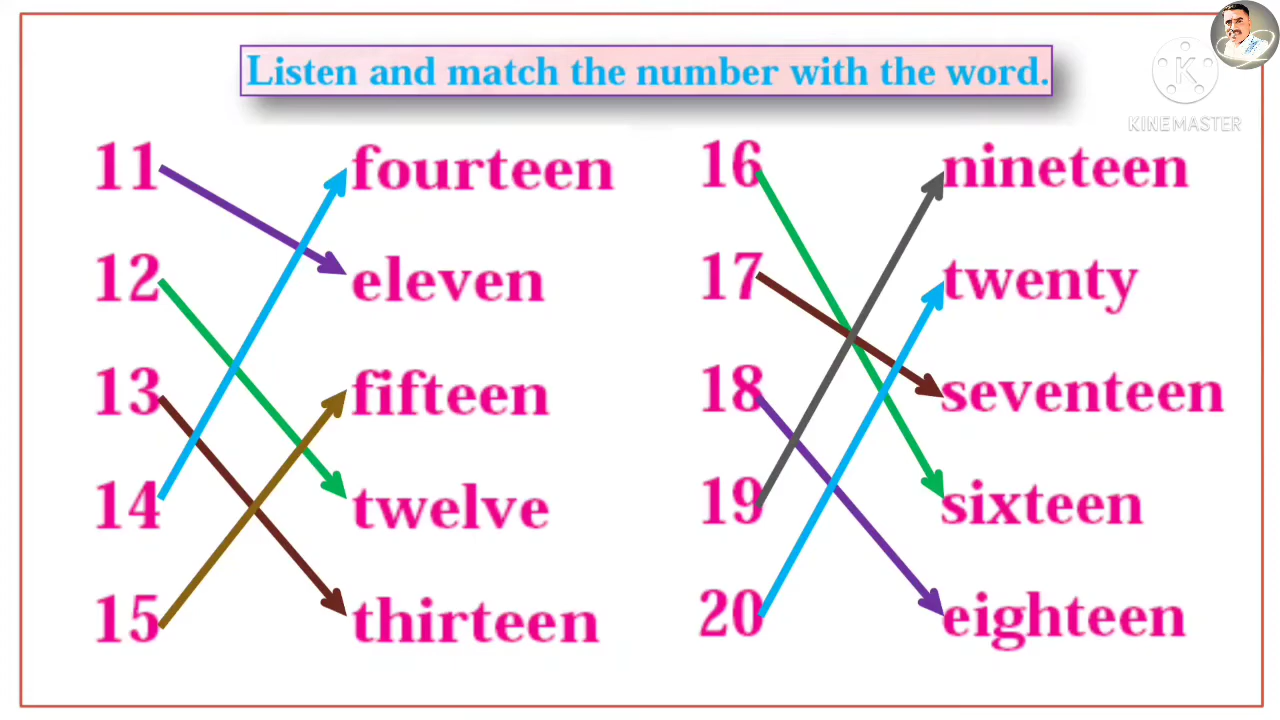 Listen and match the number with the word.
KINEMASTER
11 fourteen
12 eleven
13 fifteen
14 twelve
15 thirteen
16 nineteen
17 twenty
18 seventeen
19 sixteen
20 eighteen